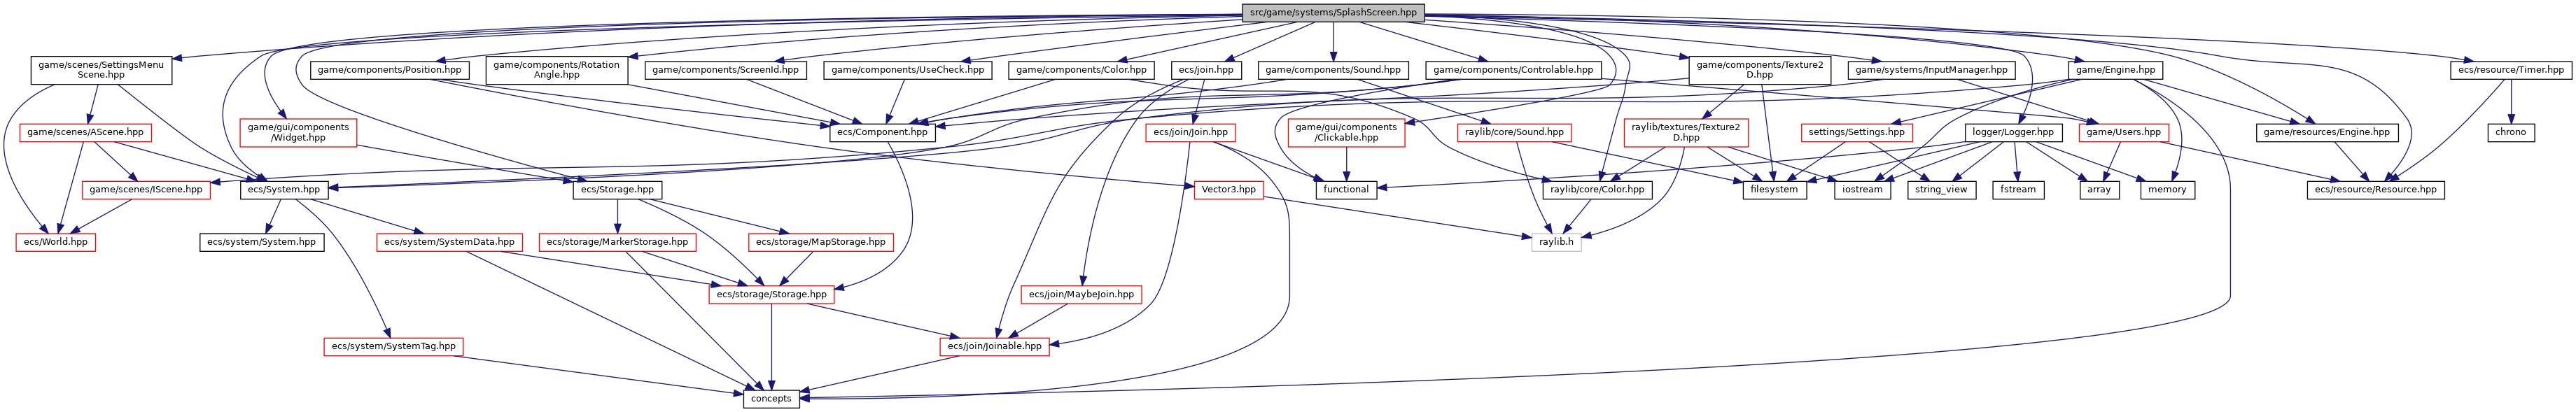 src/game/systems/SplashScreen.hpp
game/scenes/SettingsMenu
Scene.hpp
game/components/Position.hpp
game/components/Rotation
Angle.hpp
game/components/ScreenId.hpp
game/components/UseCheck.hpp
game/components/Color.hpp
ecs/join.hpp
game/components/Sound.hpp
game/components/Controlable.hpp
game/components/Texture2
D.hpp
game/systems/InputManager.hpp
game/Engine.hpp
ecs/resource/Timer.hpp
game/scenes/AScene.hpp
game/gui/components
/Widget.hpp
ecs/Component.hpp
ecs/join/Join.hpp
game/gui/components
/Clickable.hpp
raylib/core/Sound.hpp
raylib/textures/Texture2
D.hpp
settings/Settings.hpp
logger/Logger.hpp
game/Users.hpp
game/resources/Engine.hpp
chrono
game/scenes/IScene.hpp
ecs/System.hpp
ecs/Storage.hpp
Vector3.hpp
functional
raylib/core/Color.hpp
filesystem
iostream
string_view
fstream
array
memory
ecs/resource/Resource.hpp
ecs/World.hpp
ecs/system/System.hpp
ecs/system/SystemData.hpp
ecs/storage/MarkerStorage.hpp
ecs/storage/MapStorage.hpp
raylib.h
ecs/storage/Storage.hpp
ecs/join/MaybeJoin.hpp
ecs/system/SystemTag.hpp
ecs/join/Joinable.hpp
concepts